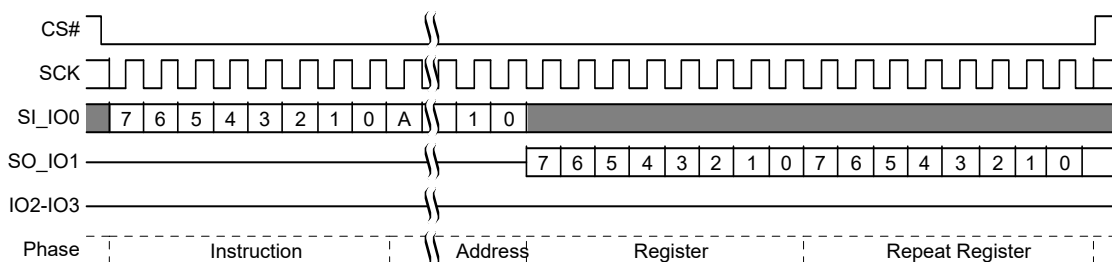 CS#
SCK
SI_IO0 7 6 5 4 3 2 1 0 A 1 0
SO_IO1 7 6 5 4 3 2 1 0 7 6 5 4 3 2 1 0
IO2-IO3
Phase Instruction Address Register Repeat Register